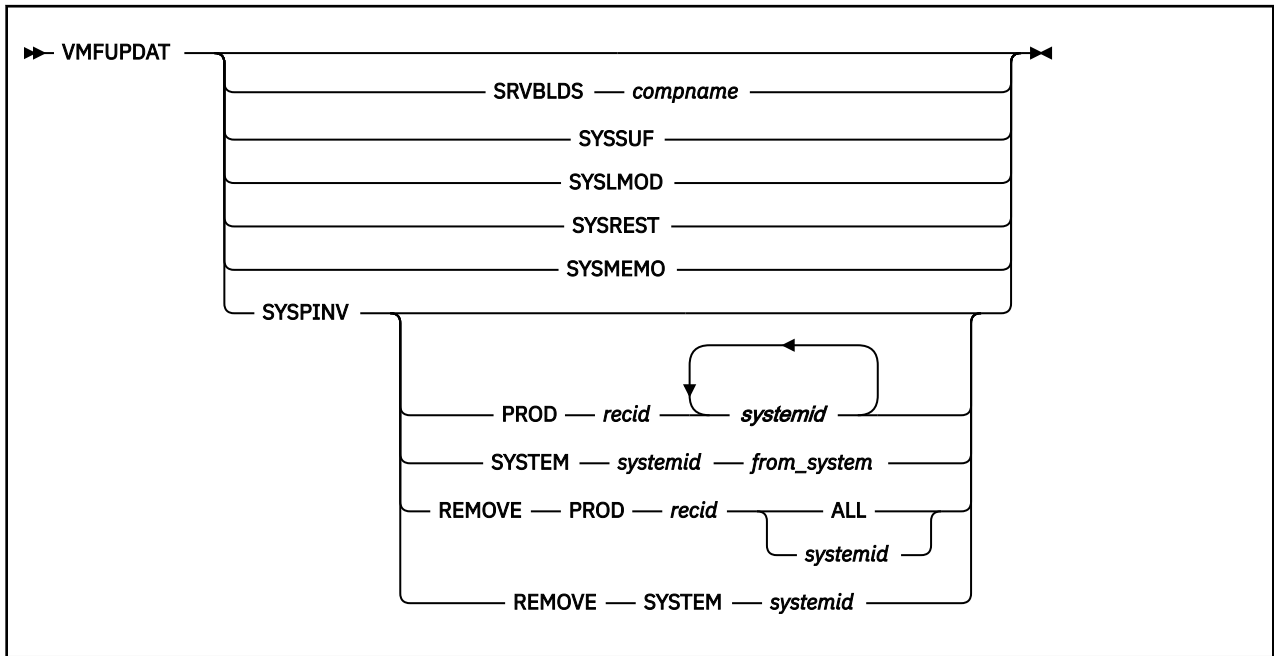 VMFUPDAT
SRVBLDS compname
SYSSUF
SYSLMOD
SYSREST
SYSMEMO
SYSPINV
PROD recid systemid
SYSTEM systemid from_system
REMOVE PROD recid ALL
systemid
REMOVE SYSTEM systemid